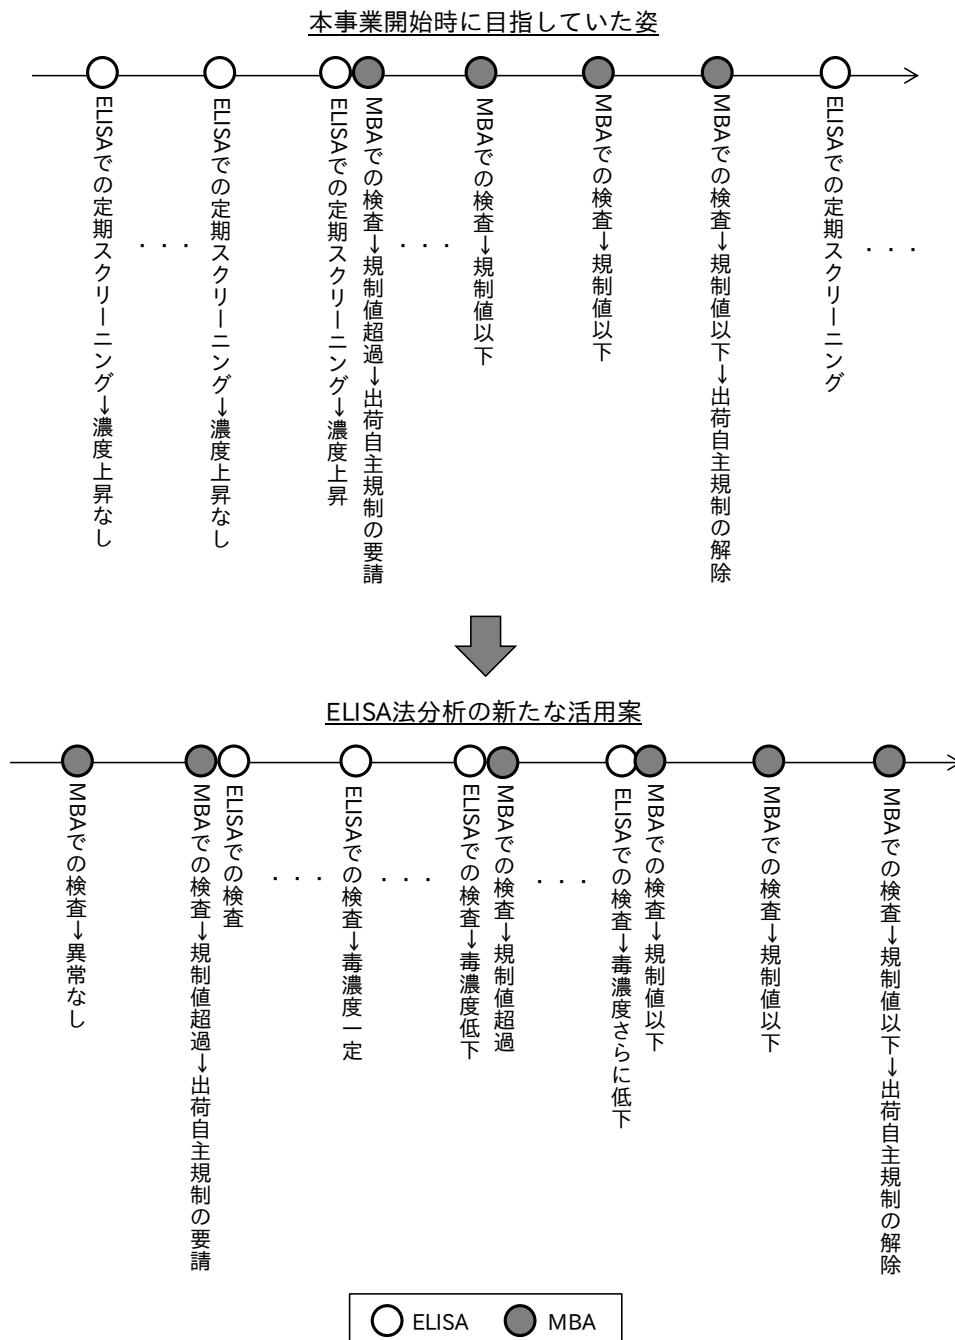 本事業開始時に目指していた姿
ELISAでの定期スクリーニング→濃度上昇なし
・・・
ELISAでの定期スクリーニング→濃度上昇なし
ELISAでの定期スクリーニング→濃度上昇
MBAでの検査→規制値超過→出荷自主規制の要請
・・・
MBAでの検査→規制値以下
MBAでの検査→規制値以下
MBAでの検査→規制値以下→出荷自主規制の解除
ELISAでの定期スクリーニング
・・・
ELISA法分析の新たな活用案
MBAでの検査→異常なし
MBAでの検査→規制値超過→出荷自主規制の要請
ELISAでの検査
・・・
ELISAでの検査→毒濃度一定
・・・
ELISAでの検査→毒濃度低下
MBAでの検査→規制値超過
・・・
ELISAでの検査→毒濃度さらに低下
MBAでの検査→規制値以下
MBAでの検査→規制値以下
MBAでの検査→規制値以下→出荷自主規制の解除
ELISA
MBA